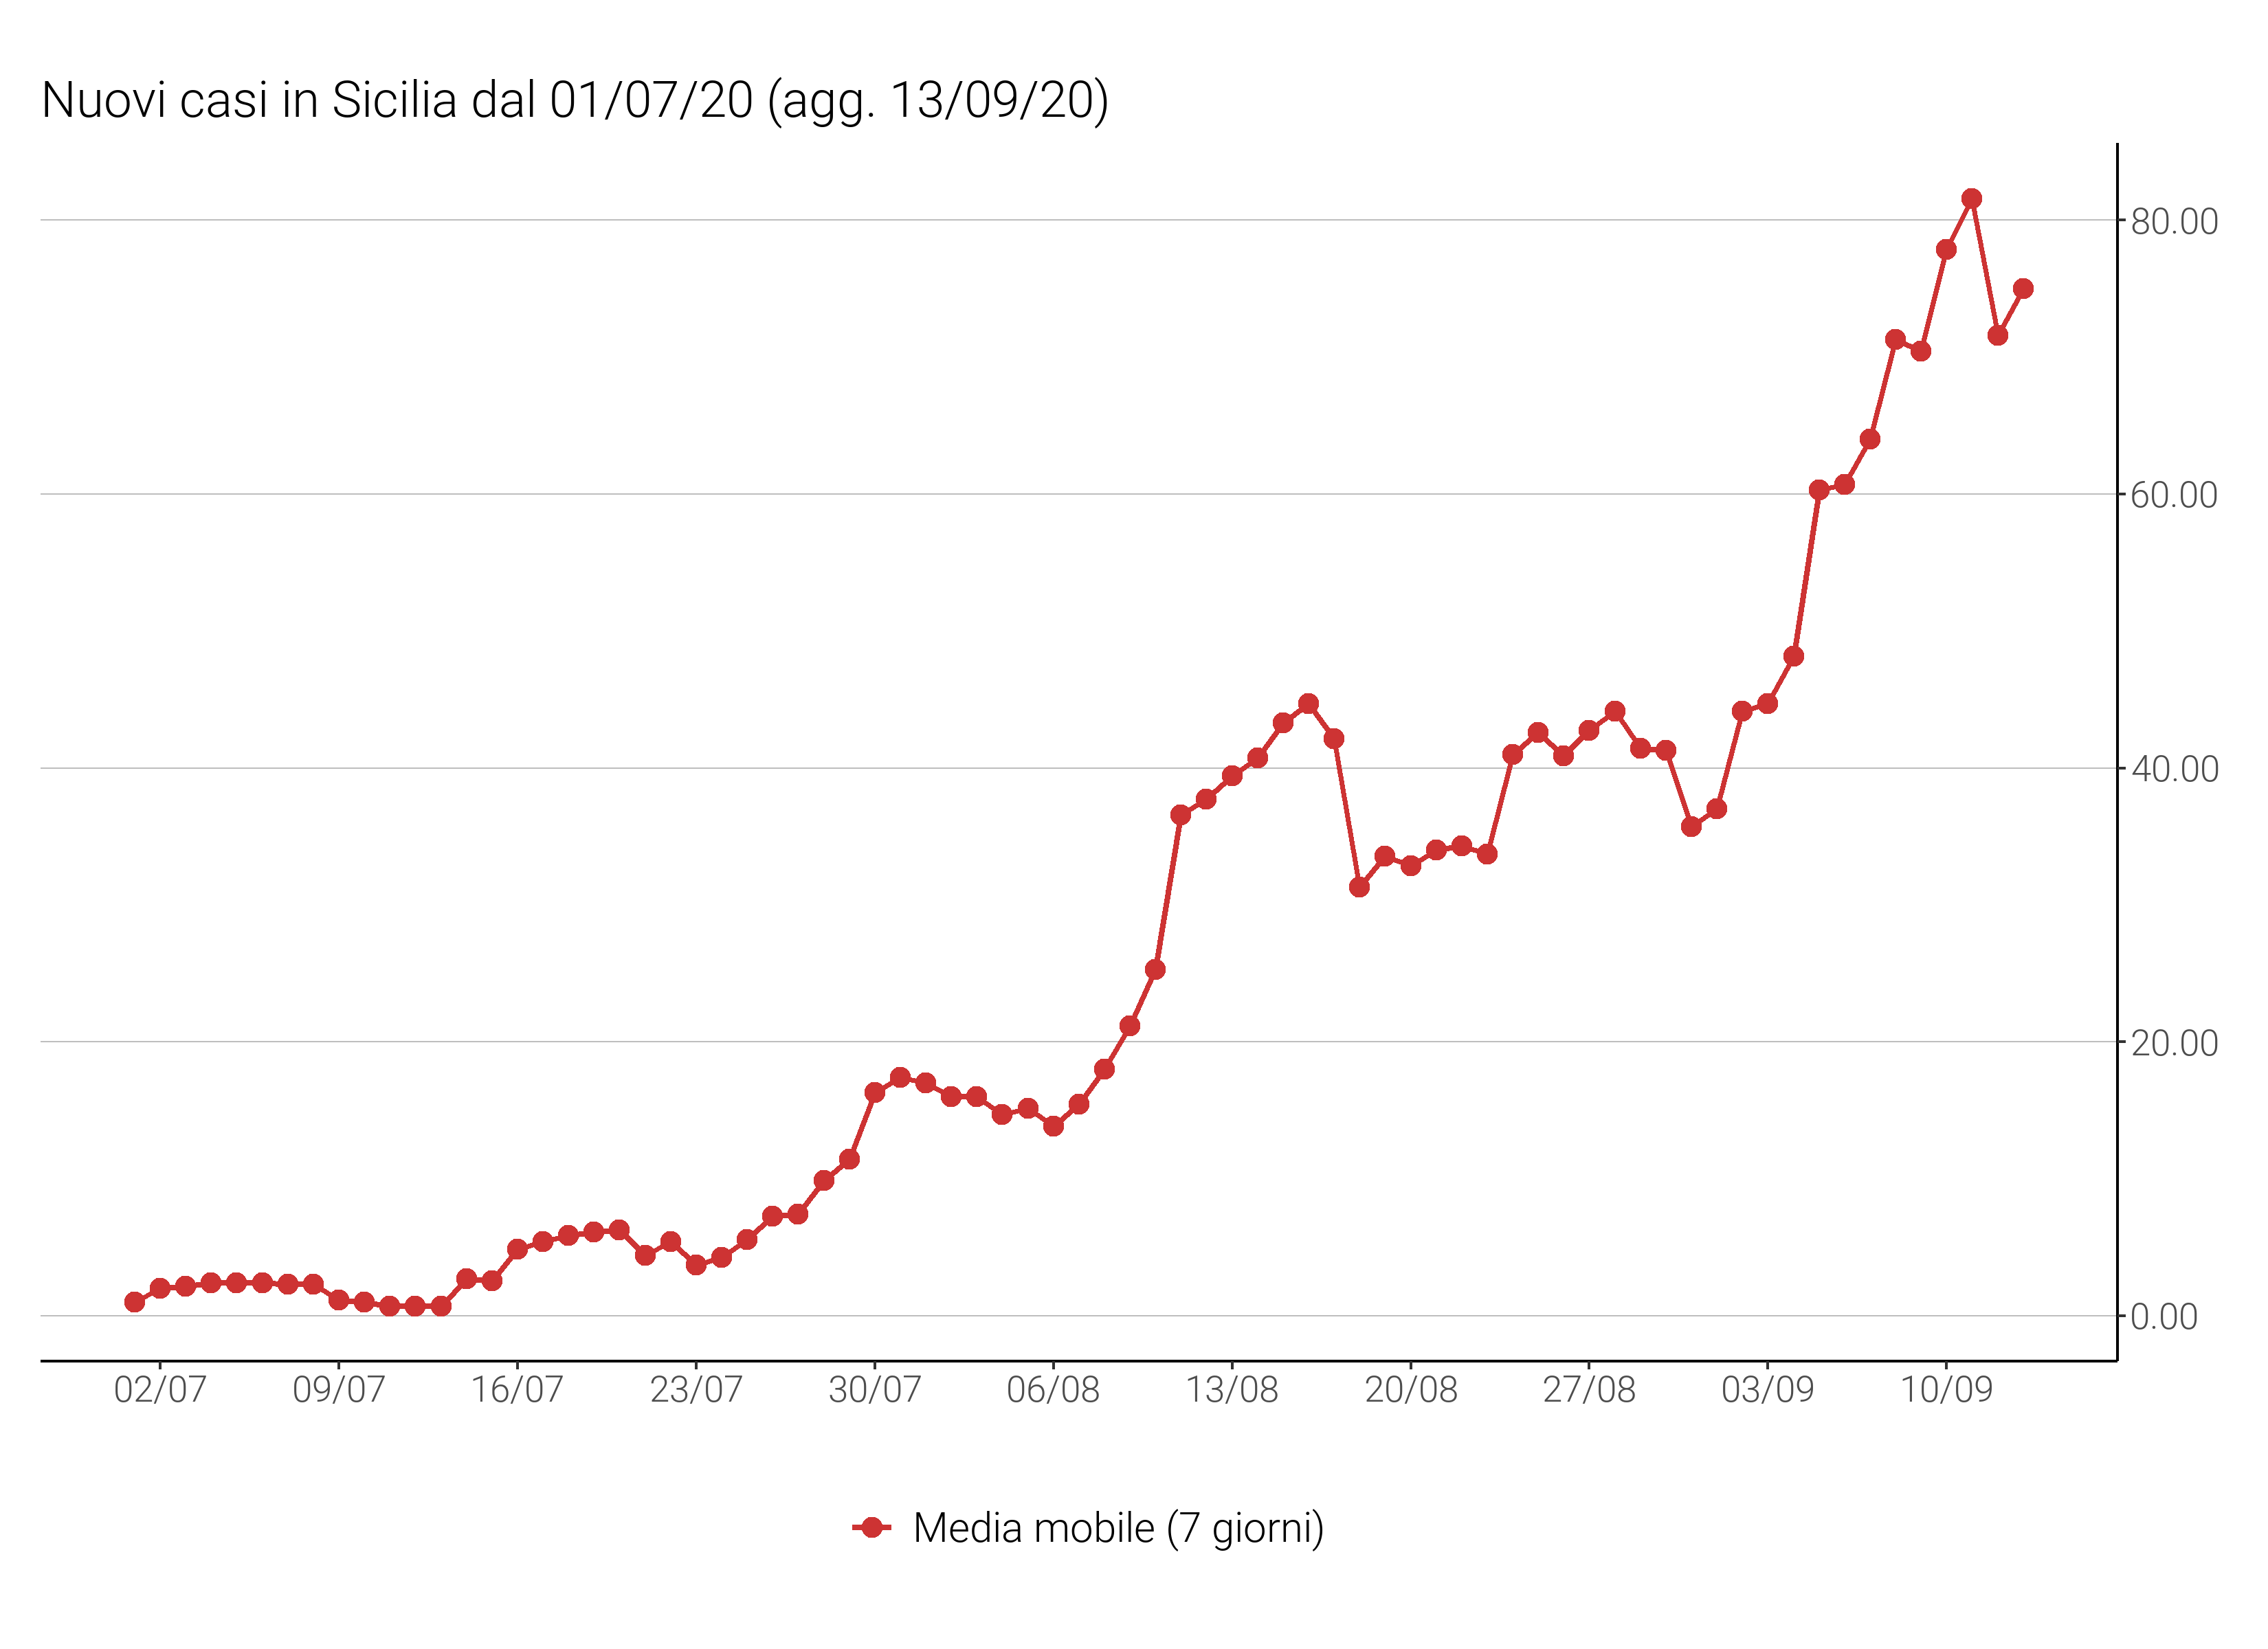 Nuovi casi in Sicilia dal 01/07/20 (agg. 13/09/20)
80.00
60.00
40.00
20.00
0.00
02/07 09/07 16/07 23/07 30/07 06/08 13/08 20/08 27/08 03/09 10/09
Media mobile (7 giorni)